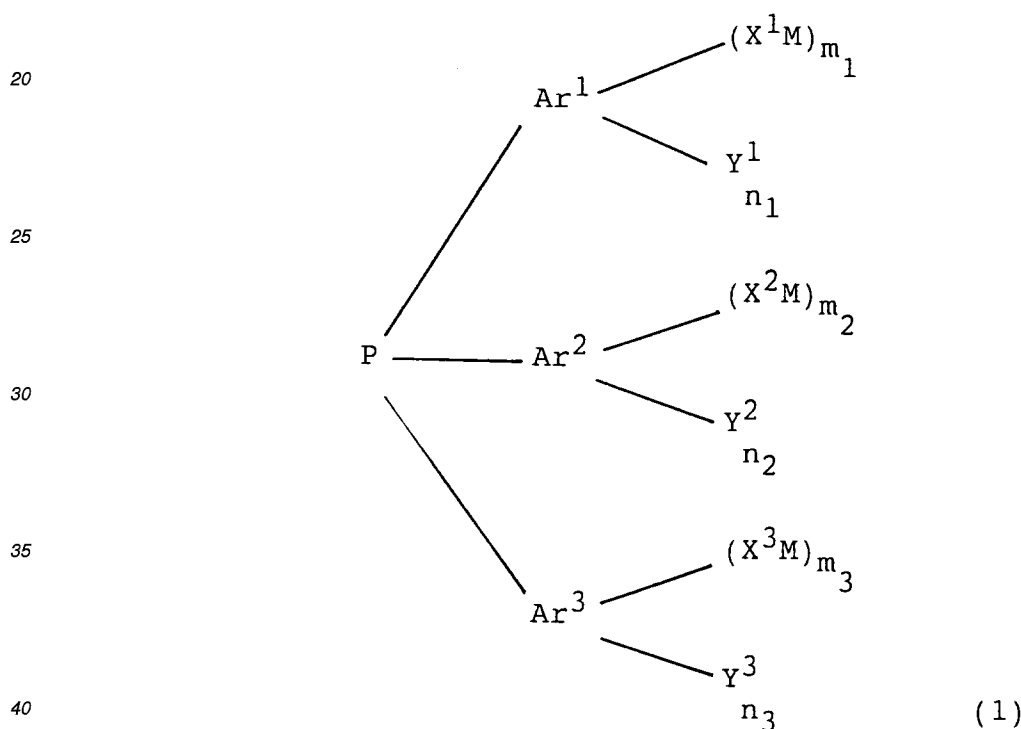 (X¹M)m₁
20
Ar¹
Y¹
n₁
25
(X²M)m₂
P Ar²
30
Y²
n₂
35
(X³M)m₃
Ar³
Y³
40
n₃ (1)